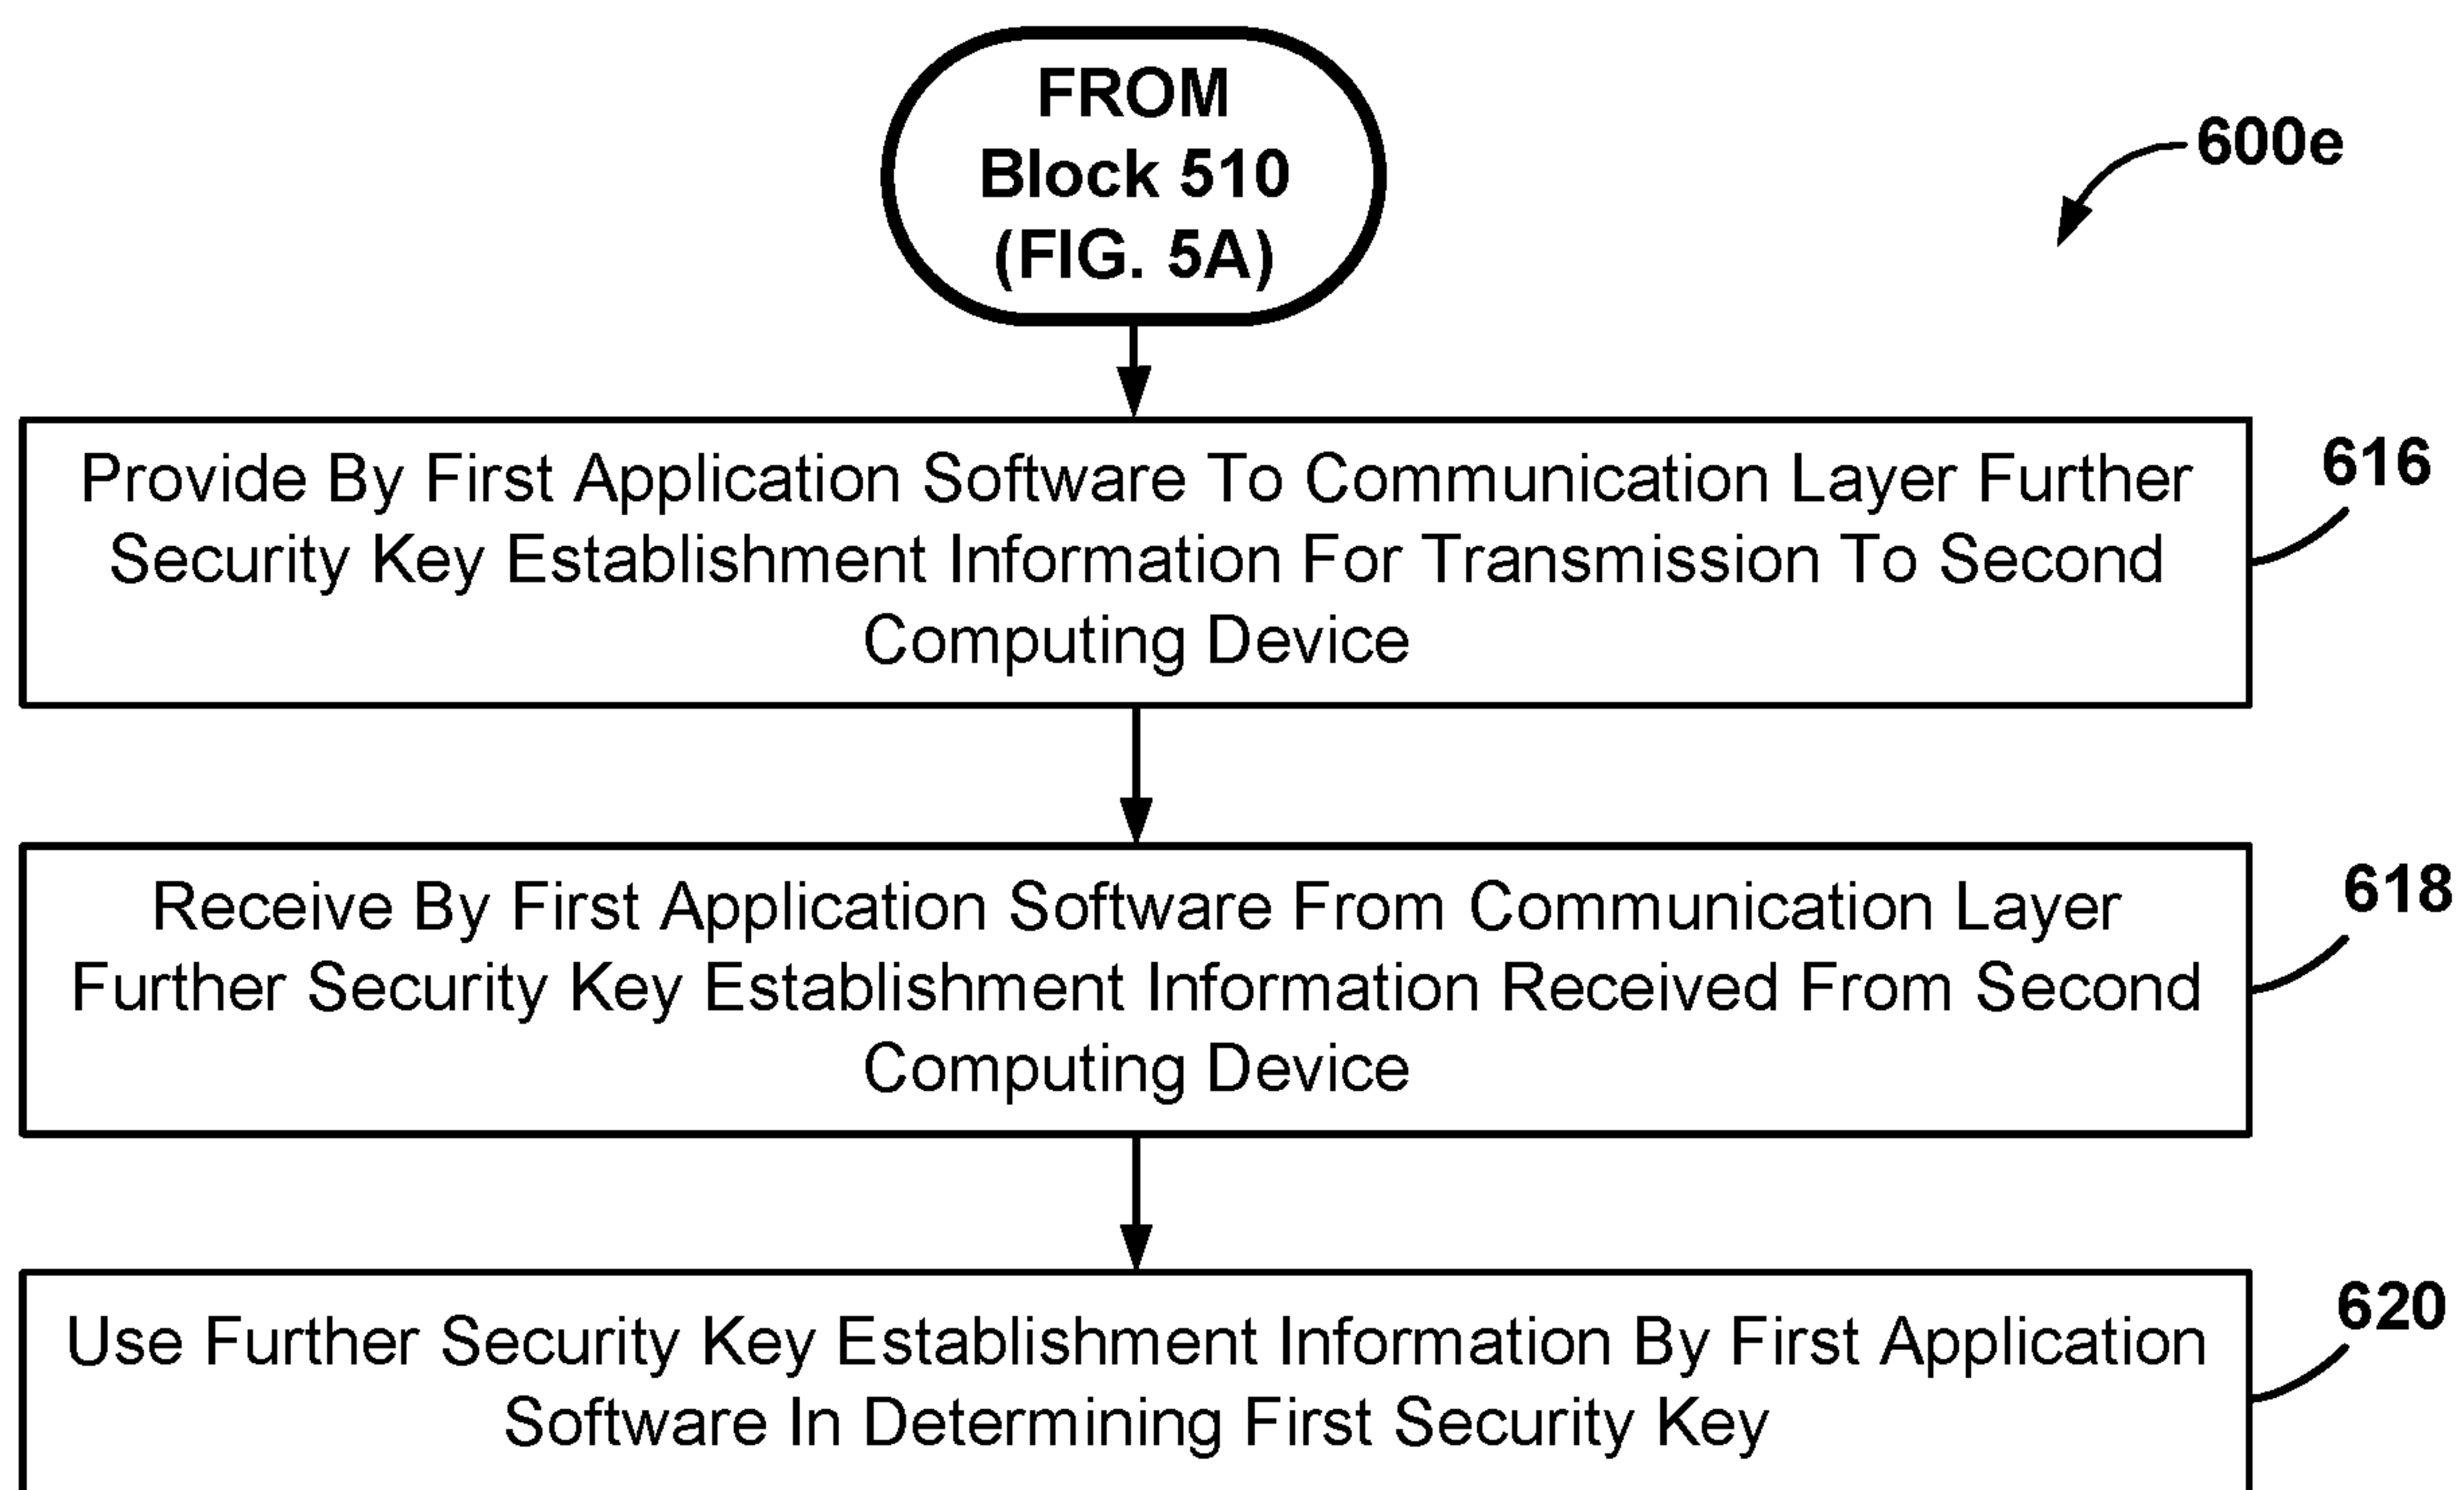 FROM
Block 510
(FIG. 5A)
600e
Provide By First Application Software To Communication Layer Further
Security Key Establishment Information For Transmission To Second
Computing Device
616
Receive By First Application Software From Communication Layer
Further Security Key Establishment Information Received From Second
Computing Device
618
Use Further Security Key Establishment Information By First Application
Software In Determining First Security Key
620